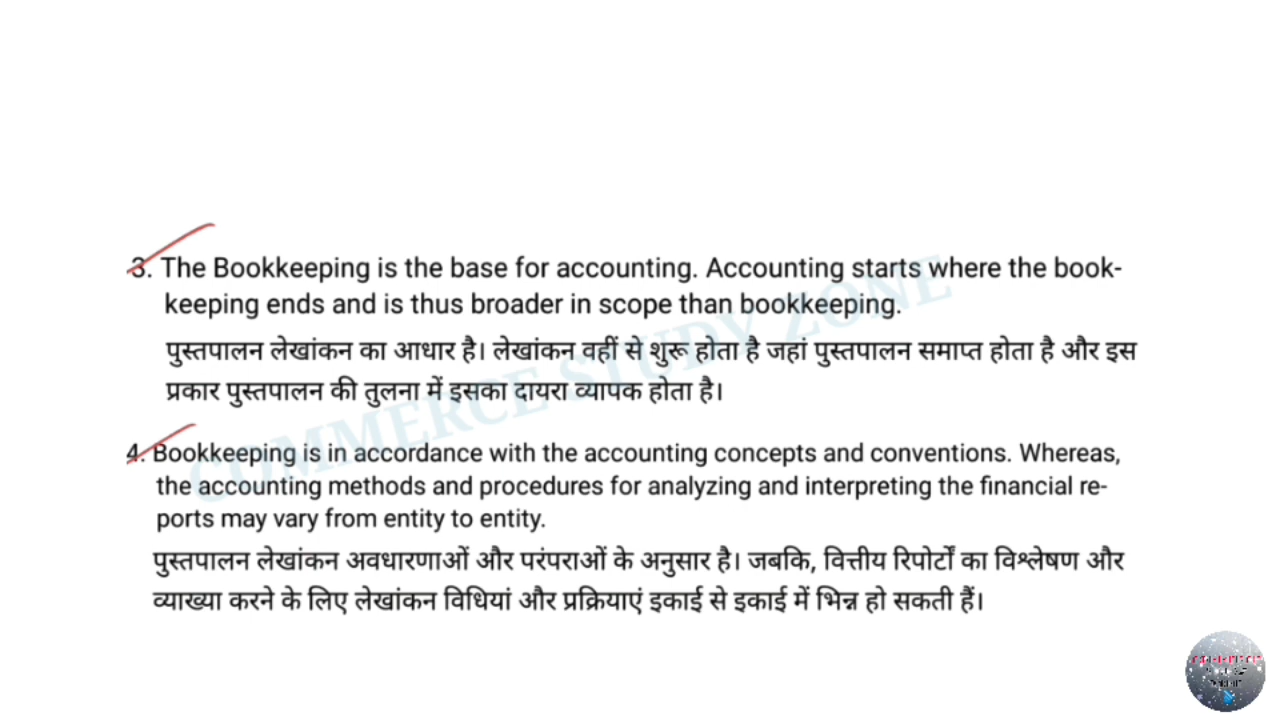 3. The Bookkeeping is the base for accounting. Accounting starts where the book-
keeping ends and is thus broader in scope than bookkeeping.
पुस्तपालन लेखांकन का आधार है। लेखांकन वहीं से शुरू होता है जहां पुस्तपालन समाप्त होता है और इस
प्रकार पुस्तपालन की तुलना में इसका दायरा व्यापक होता है।
COMMERCE STUDY ZONE
4. Bookkeeping is in accordance with the accounting concepts and conventions. Whereas,
the accounting methods and procedures for analyzing and interpreting the financial re-
ports may vary from entity to entity.
पुस्तपालन लेखांकन अवधारणाओं और परंपराओं के अनुसार है। जबकि, वित्तीय रिपोर्टों का विश्लेषण और
व्याख्या करने के लिए लेखांकन विधियां और प्रक्रियाएं इकाई से इकाई में भिन्न हो सकती हैं।